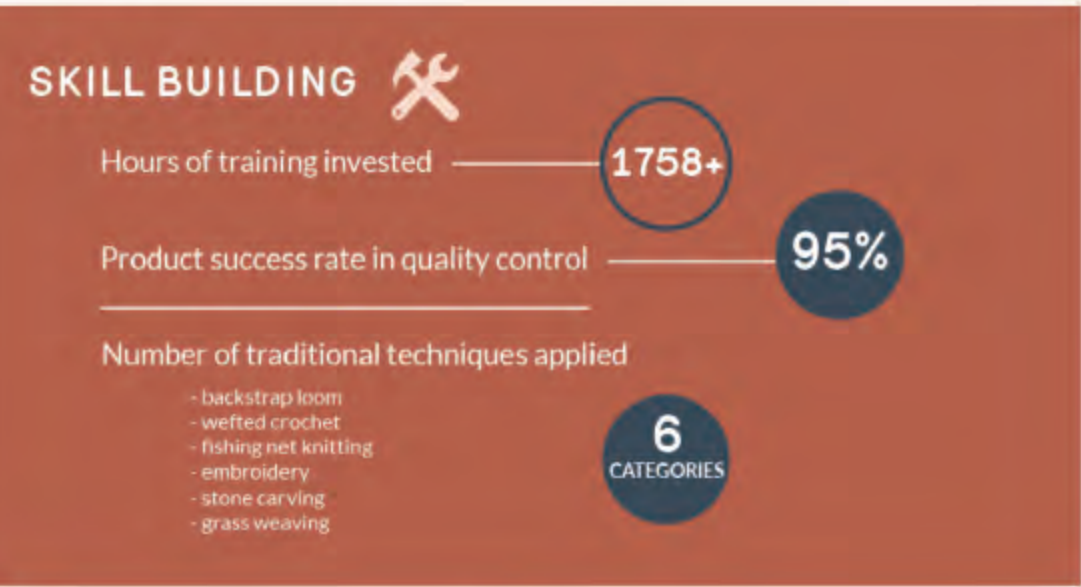 SKILL BUILDING
Hours of training invested
1758+
Product success rate in quality control
95%
Number of traditional techniques applied
- backstrap loom
- wefted crochet
- fishing net knitting
- embroidery
- stone carving
- grass weaving
6
CATEGORIES